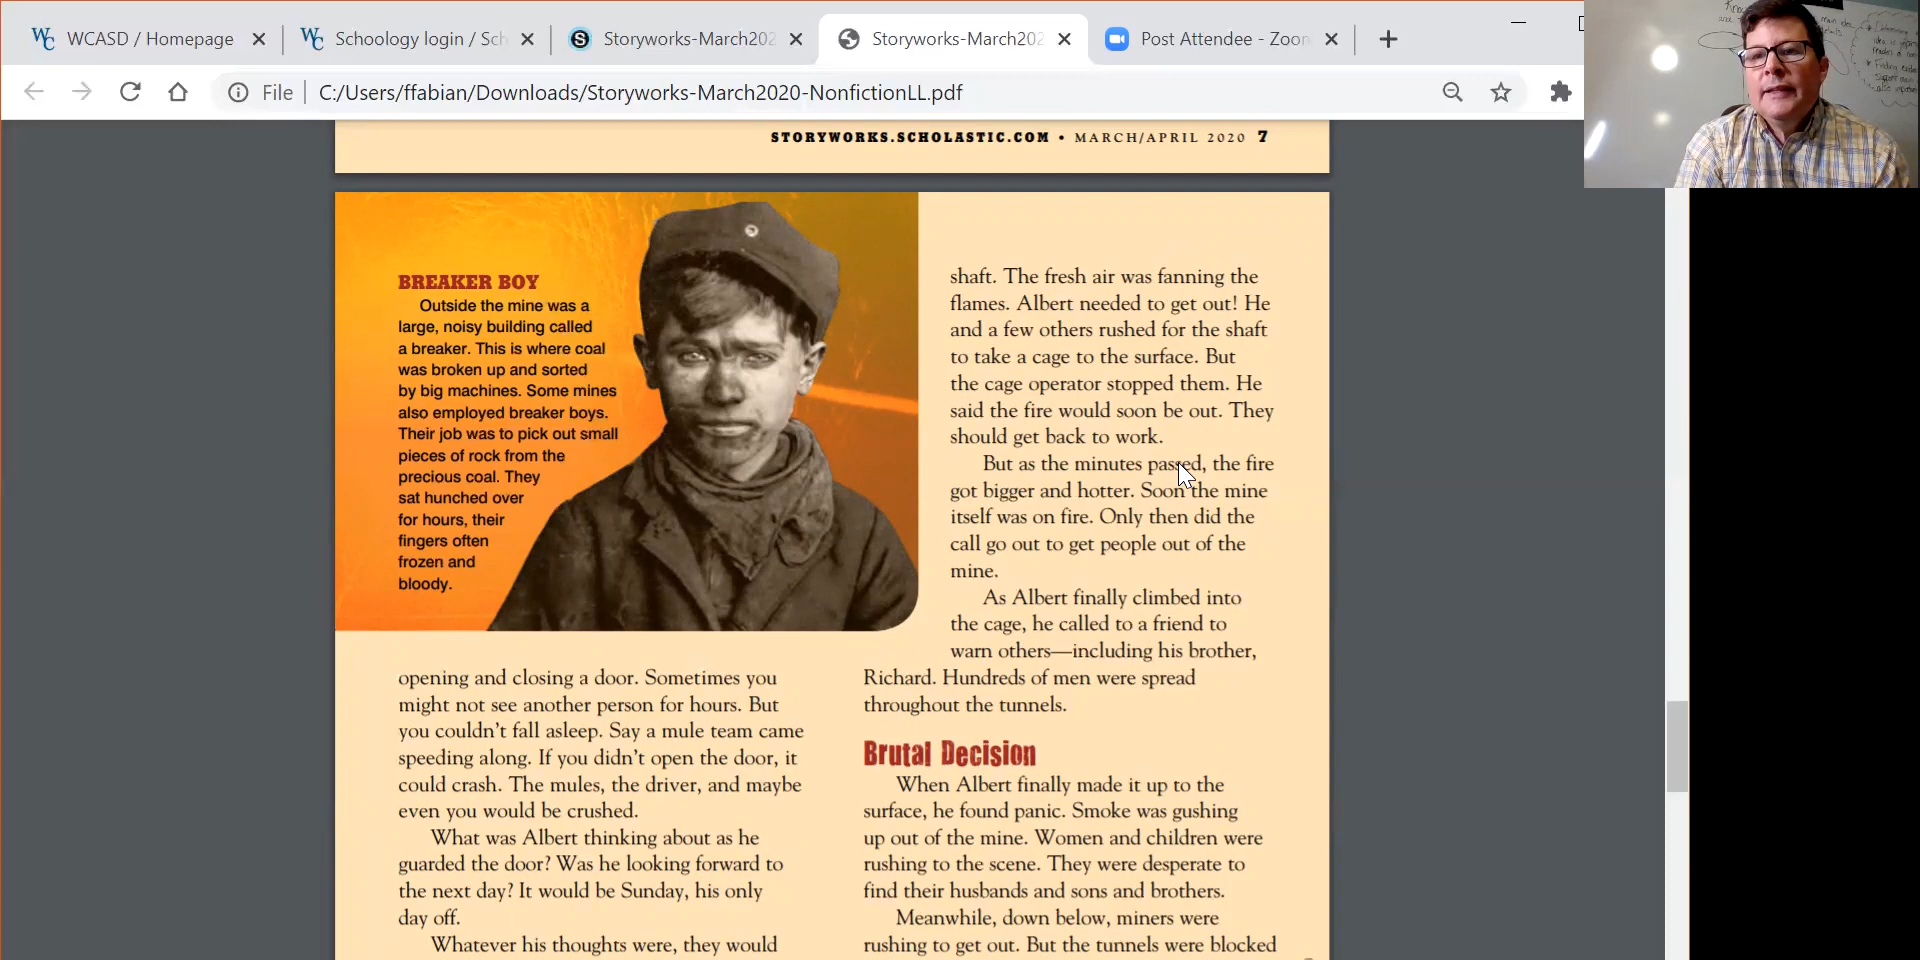 WCASD / Homepage
Schoology login / Sch
Storyworks-March202
Storyworks-March202
Post Attendee - Zoom
File
C:/Users/ffabian/Downloads/Storyworks-March2020-NonfictionLL.pdf
STORYWORKS.SCHOLASTIC.COM • MARCH/APRIL 2020 7
BREAKER BOY
Outside the mine was a
large, noisy building called
a breaker. This is where coal
was broken up and sorted
by big machines. Some mines
also employed breaker boys.
Their job was to pick out small
pieces of rock from the
precious coal. They
sat hunched over
for hours, their
fingers often
frozen and
bloody.
opening and closing a door. Sometimes you
might not see another person for hours. But
you couldn't fall asleep. Say a mule team came
speeding along. If you didn't open the door, it
could crash. The mules, the driver, and maybe
even you would be crushed.
What was Albert thinking about as he
guarded the door? Was he looking forward to
the next day? It would be Sunday, his only
day off.
Whatever his thoughts were, they would
shaft. The fresh air was fanning the
flames. Albert needed to get out! He
and a few others rushed for the shaft
to take a cage to the surface. But
the cage operator stopped them. He
said the fire would soon be out. They
should get back to work.
But as the minutes passed, the fire
got bigger and hotter. Soon the mine
itself was on fire. Only then did the
call go out to get people out of the
mine.
As Albert finally climbed into
the cage, he called to a friend to
warn others—including his brother,
Richard. Hundreds of men were spread
throughout the tunnels.
Brutal Decision
When Albert finally made it up to the
surface, he found panic. Smoke was gushing
up out of the mine. Women and children were
rushing to the scene. They were desperate to
find their husbands and sons and brothers.
Meanwhile, down below, miners were
rushing to get out. But the tunnels were blocked